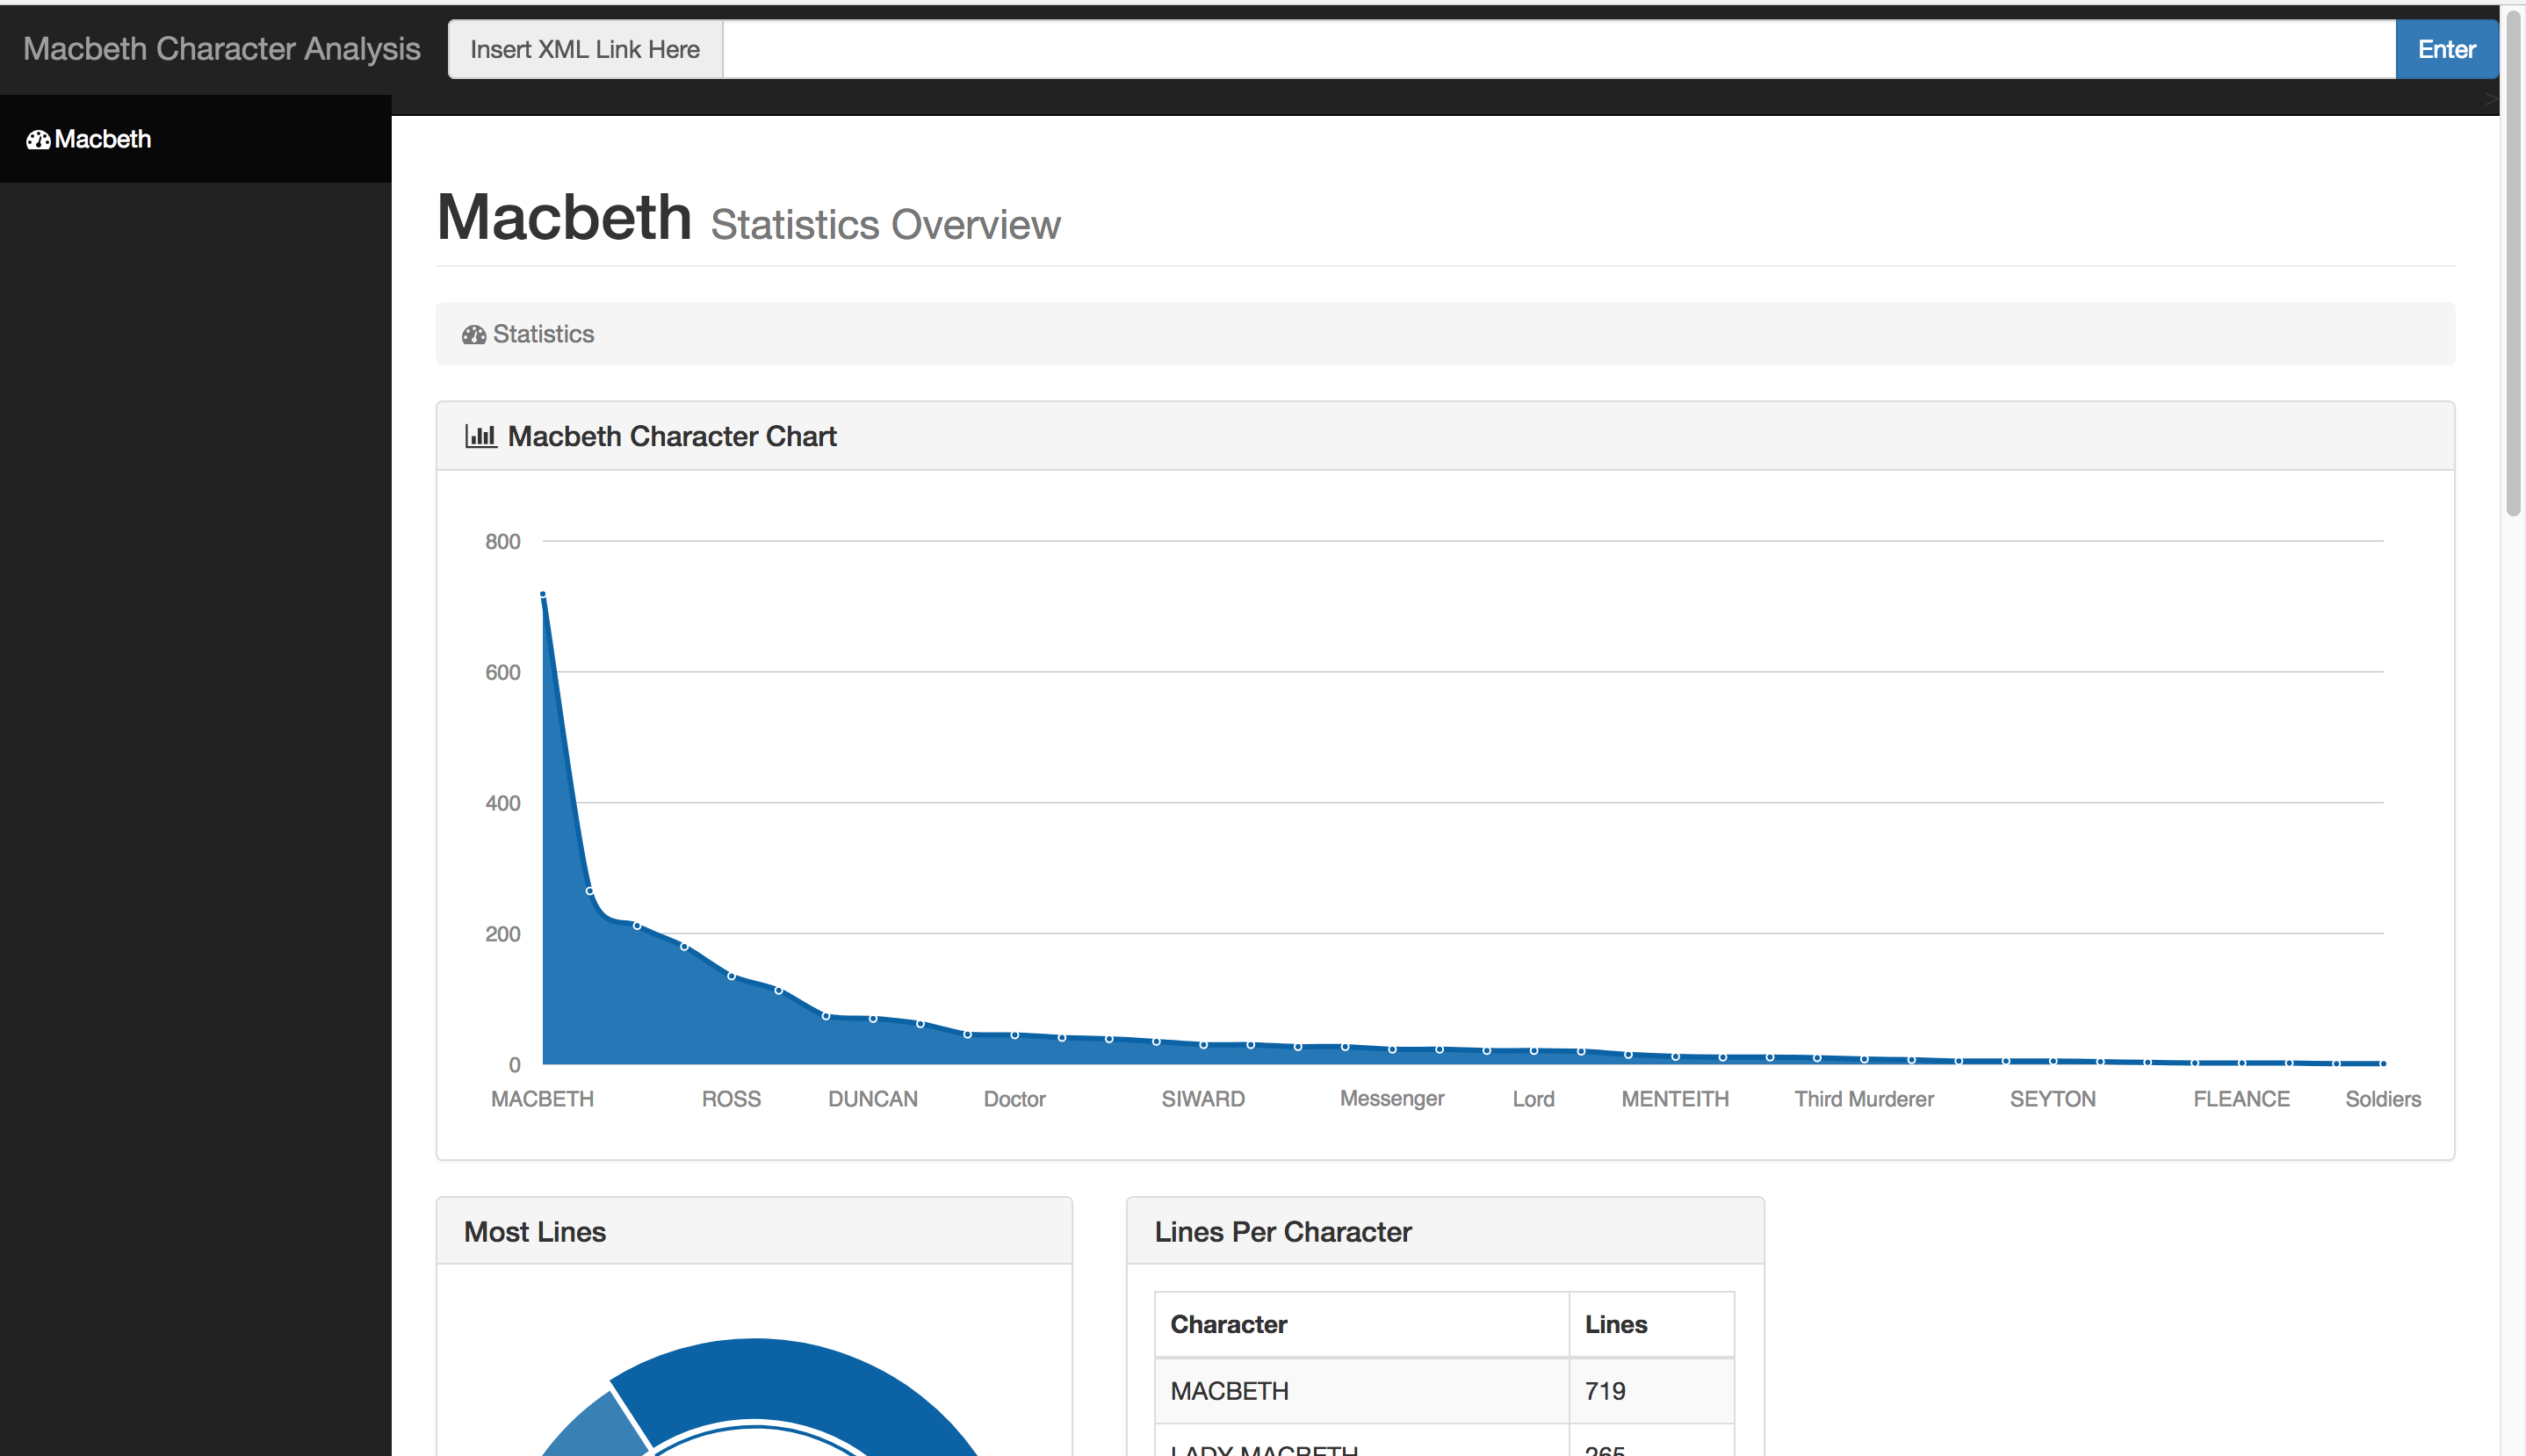 Macbeth Character Analysis
Insert XML Link Here
Enter
>
Macbeth
Macbeth Statistics Overview
Statistics
Macbeth Character Chart
800
600
400
200
0
MACBETH ROSS DUNCAN Doctor SIWARD Messenger Lord MENTEITH Third Murderer SEYTON FLEANCE Soldiers
Most Lines
Lines Per Character
Character Lines
MACBETH 719
LADY MACBETH 265